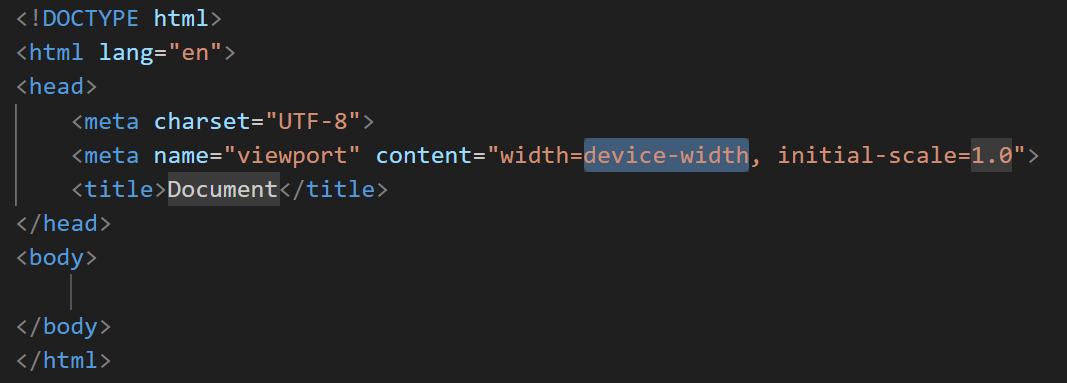 <!DOCTYPE html>
<html lang="en">
<head>
    <meta charset="UTF-8">
    <meta name="viewport" content="width=device-width, initial-scale=1.0">
    <title>Document</title>
</head>
<body>
</body>
</html>